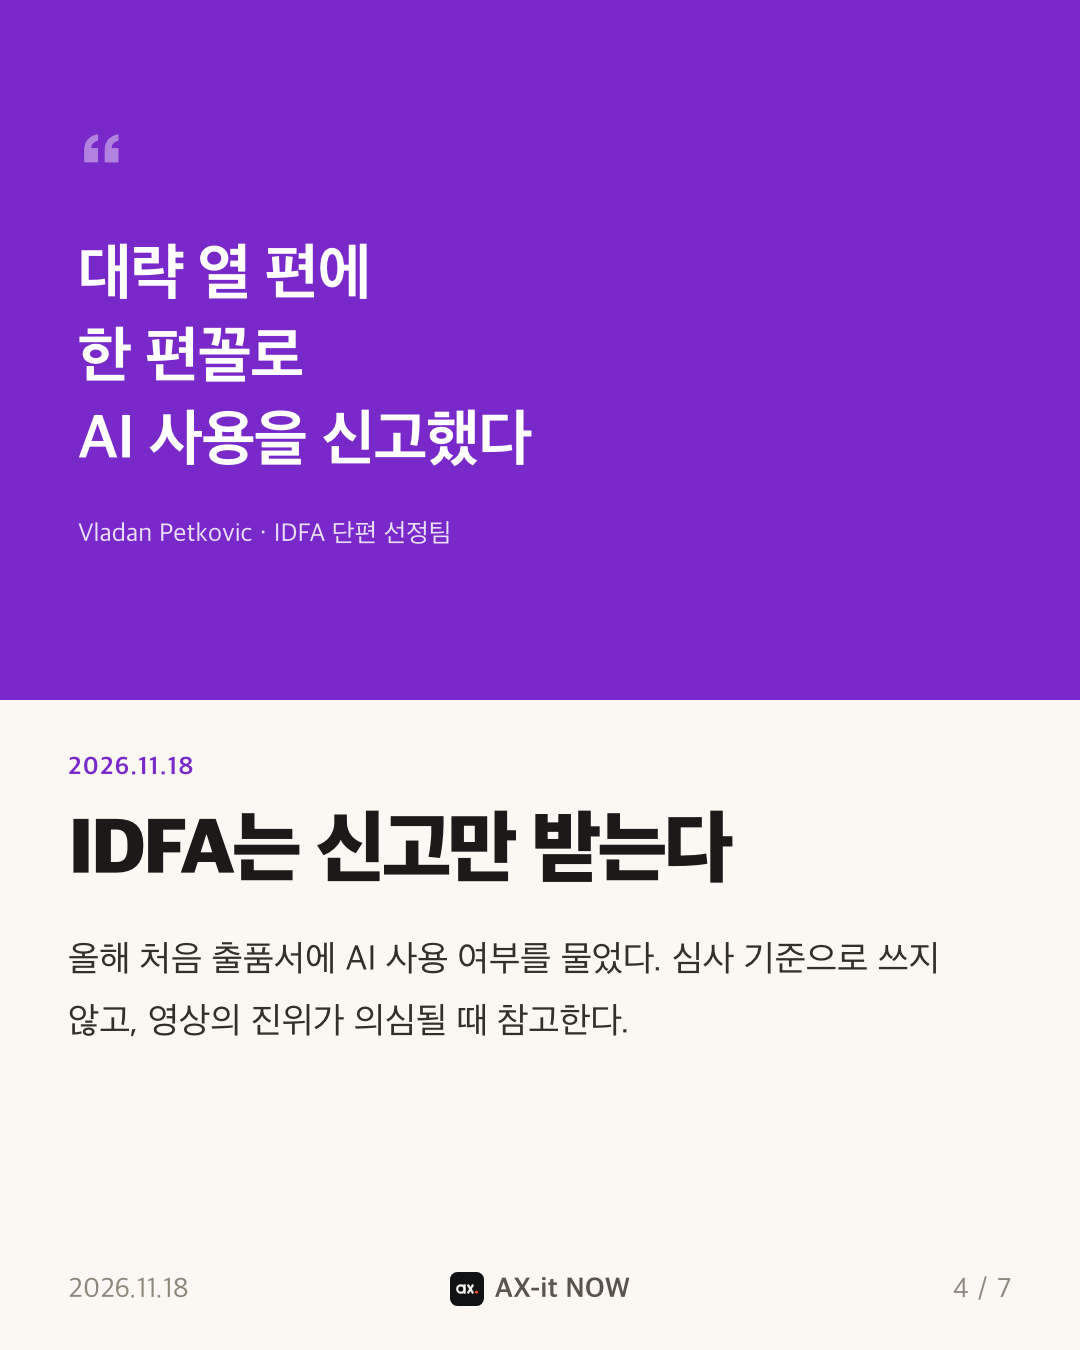 “
대략 열 편에
한 편꼴로
AI 사용을 신고했다
Vladan Petkovic · IDFA 단편 선정팀
2026.11.18
IDFA는 신고만 받는다
올해 처음 출품서에 AI 사용 여부를 물었다. 심사 기준으로 쓰지
않고, 영상의 진위가 의심될 때 참고한다.
2026.11.18
ax. AX-it NOW
4 / 7